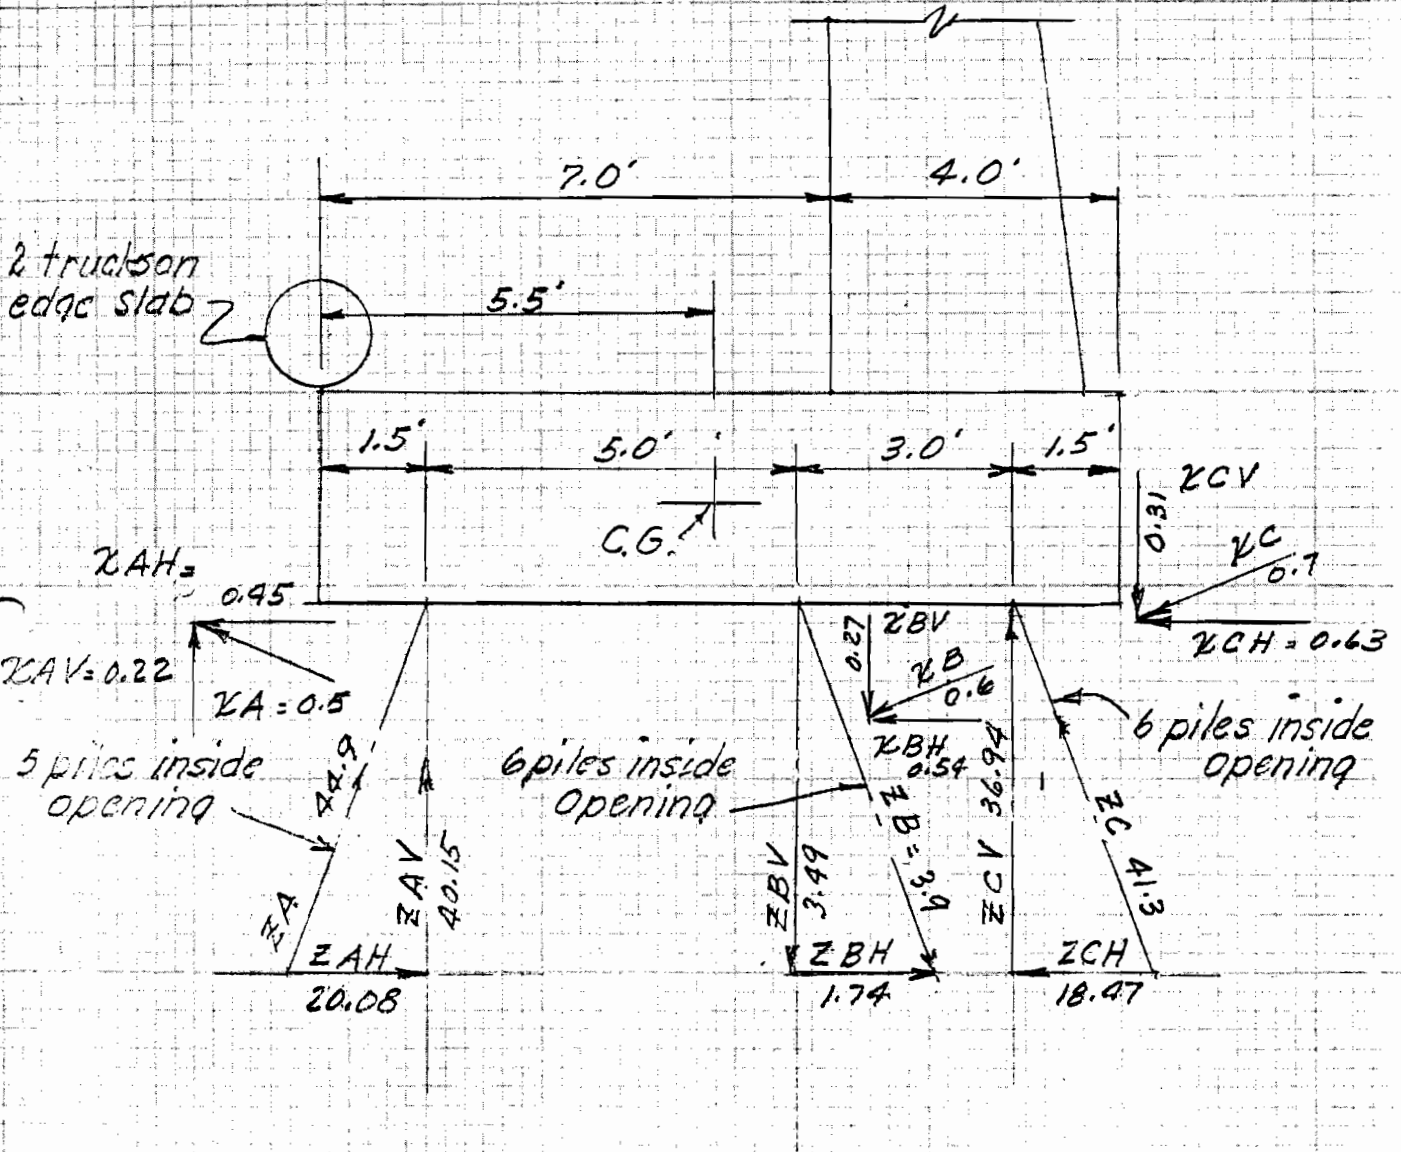 7.0'
4.0'
2 trucks on
edge slab
5.5'
1.5'
5.0'
3.0'
1.5'
C.G.
XCV
0.31
XC
0.7
XCH = 0.63
XAH =
0.45
XAV = 0.22
XA = 0.5
0.27
XBV
XB
0.6
XBH
0.54
5 piles inside
opening
6 piles inside
opening
6 piles inside
opening
44.9
ZA
ZAV
40.15
ZBV
3.49
ZB = 3.9
ZCV 36.94
ZC 41.3
ZAH
20.08
ZBH
1.74
ZCH
18.47